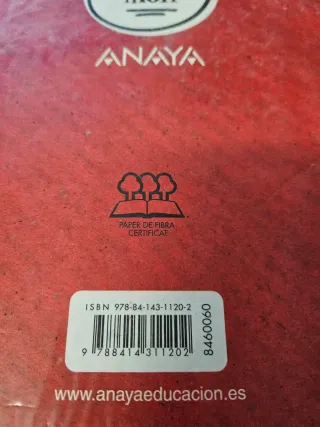 ANAYA
PAPER DE FIBRA
CERTIFICAT
ISBN 978-84-143-1120-2
9 788414 311202
8460060
www.anayaeducacion.es